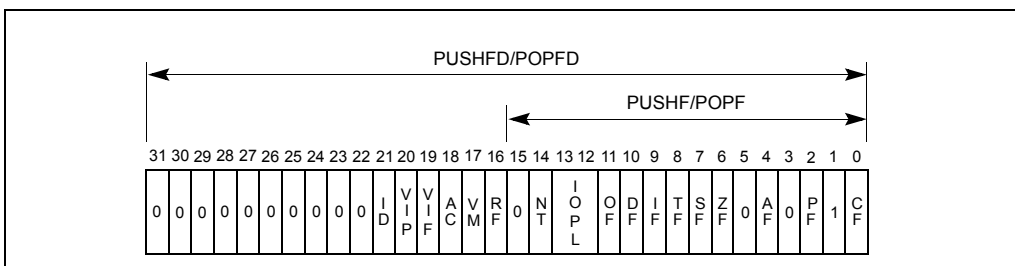 PUSHFD/POPFD
PUSHF/POPF
31 30 29 28 27 26 25 24 23 22 21 20 19 18 17 16 15 14 13 12 11 10 9 8 7 6 5 4 3 2 1 0
0 0 0 0 0 0 0 0 0 0 ID VIP VIF AC VM RF 0 NT IOPL OF DF IF TF SF ZF 0 AF 0 PF 1 CF